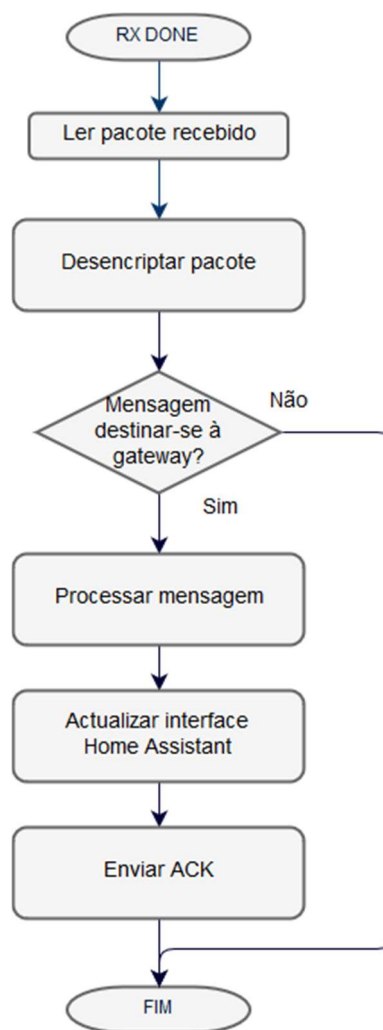 RX DONE
Ler pacote recebido
Desencriptar pacote
Mensagem
destinar-se à
gateway?
Não
Sim
Processar mensagem
Actualizar interface
Home Assistant
Enviar ACK
FIM